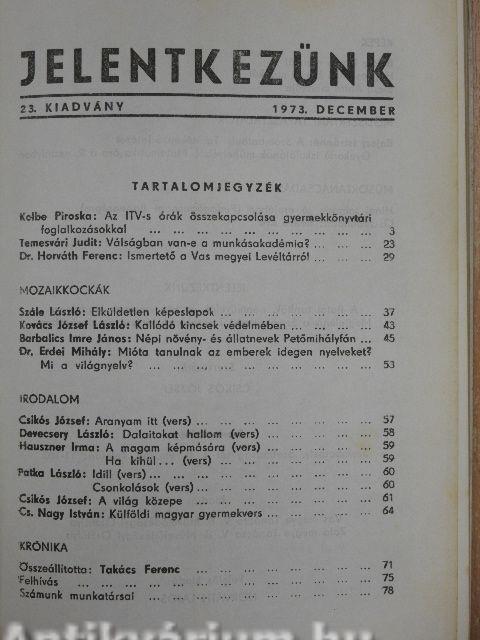 JELENTKEZÜNK
23. KIADVÁNY 1973. DECEMBER
TARTALOMJEGYZÉK
Kolbe Piroska: Az ITV-s órák összekapcsolása gyermekkönyvtári
foglalkozásokkal ... ... ... ... ... ... ... ... ... ... 3
Temesvári Judit: Válságban van-e a munkásakadémia? ... ... ... 23
Dr. Horváth Ferenc: Ismertető a Vas megyei Levéltárról ... ... 29
MOZAIKKOCKÁK
Szále László: Elküldetlen képeslapok ... ... ... ... ... ... 37
Kovács József László: Kallódó kincsek védelmében ... ... ... 43
Barbalics Imre János: Népi növény- és állatnevek Petőmihályfán ... 45
Dr. Erdei Mihály: Mióta tanulnak az emberek idegen nyelveket?
Mi a világnyelv? ... ... ... ... ... ... ... ... 53
IRODALOM
Csikós József: Aranyam itt (vers) ... ... ... ... ... ... ... 57
Devecsery László: Dalaitokat hallom (vers) ... ... ... ... ... 58
Hauszner Irma: A magam képmására (vers) ... ... ... ... ... 59
Ha kihül ... (vers) ... ... ... ... ... ... ... 59
Patka László: Idill (vers) ... ... ... ... ... ... ... ... ... 60
Csonkolások (vers) ... ... ... ... ... ... ... 60
Csikós József: A világ közepe ... ... ... ... ... ... ... ... 61
Cs. Nagy István: Külföldi magyar gyermekvers ... ... ... ... 64
KRÓNIKA
Összeállította: Takács Ferenc ... ... ... ... ... ... ... ... 71
Felhívás ... ... ... ... ... ... ... ... ... ... ... ... 75
Számunk munkatársai ... ... ... ... ... ... ... ... ... ... 78
Antikvárium.hu